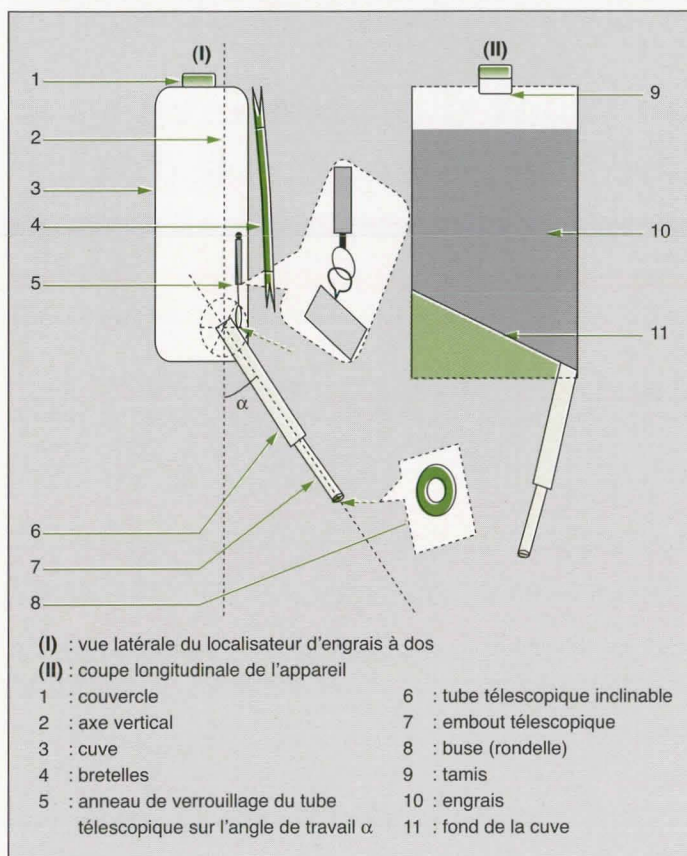 (I)
(II)
1
2
3
4
5
α
6
7
8
9
10
11
(I) : vue latérale du localisateur d'engrais à dos
(II) : coupe longitudinale de l'appareil
1 : couvercle
2 : axe vertical
3 : cuve
4 : bretelles
5 : anneau de verrouillage du tube
télescopique sur l'angle de travail α
6 : tube télescopique inclinable
7 : embout télescopique
8 : buse (rondelle)
9 : tamis
10 : engrais
11 : fond de la cuve